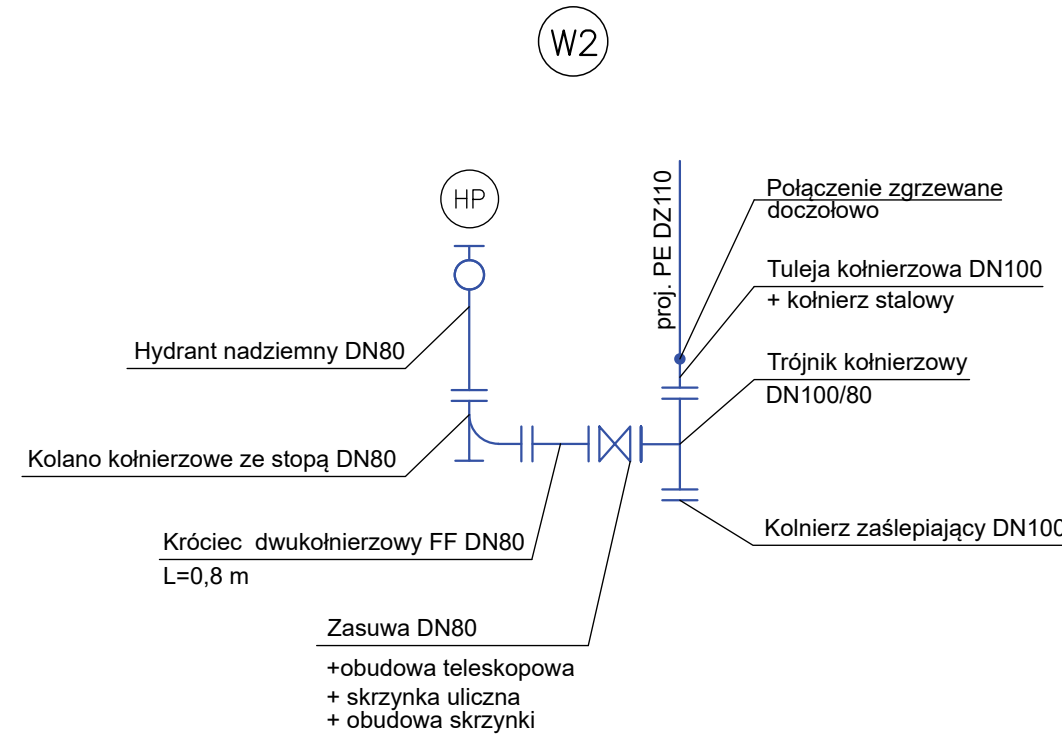 W2
HP
proj. PE DZ110
Połączenie zgrzewane
doczołowo
Tuleja kołnierzowa DN100
+ kołnierz stalowy
Hydrant nadziemny DN80
Trójnik kołnierzowy
DN100/80
Kolano kołnierzowe ze stopą DN80
Kolnierz zaślepiający DN100
Króciec dwukołnierzowy FF DN80
L=0,8 m
Zasuwa DN80
+obudowa teleskopowa
+ skrzynka uliczna
+ obudowa skrzynki